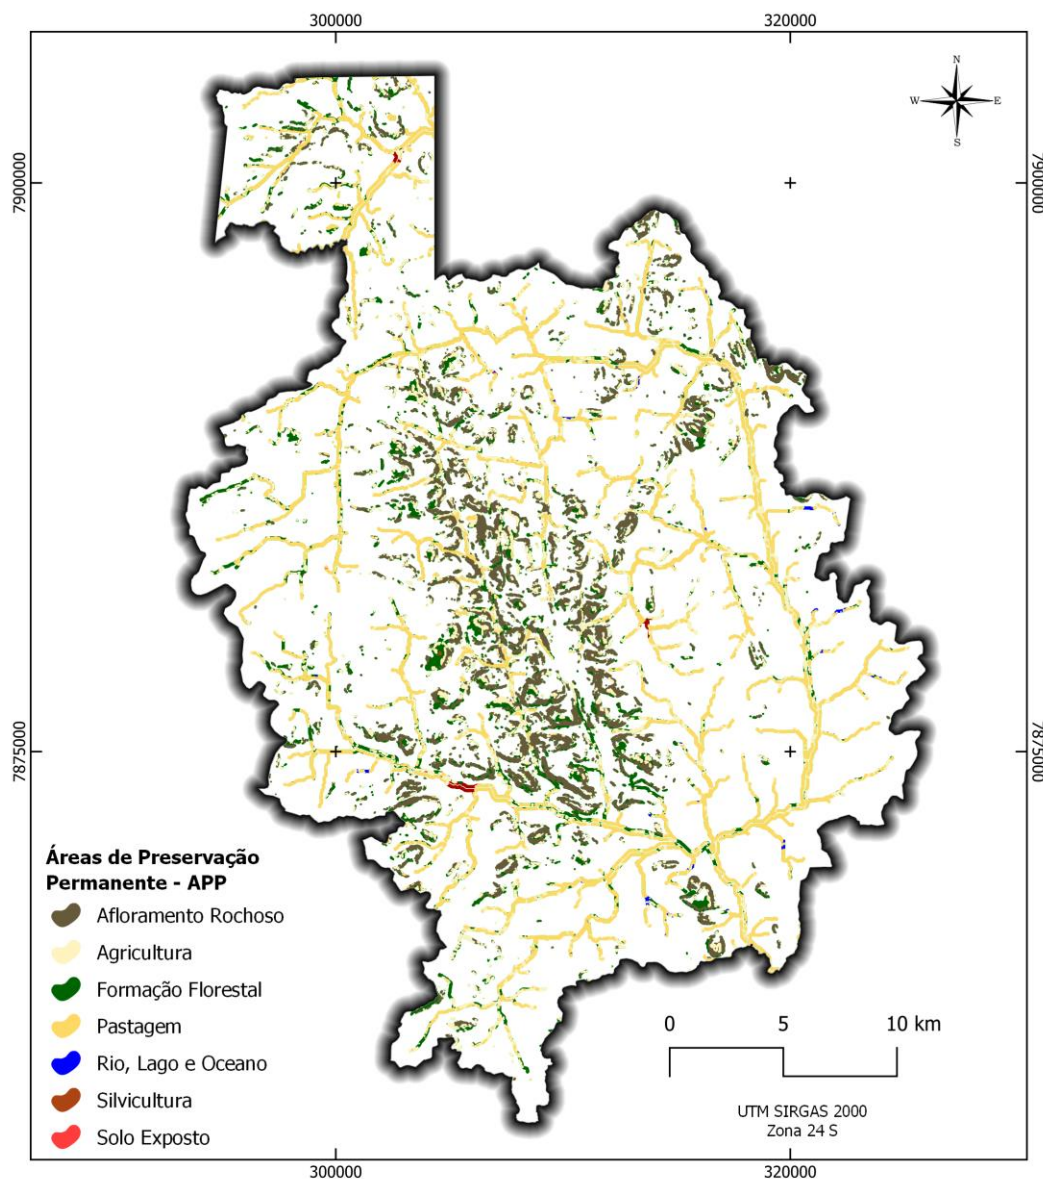 300000
320000
N
W
E
S
7900000
7900000
7875000
7875000
Áreas de Preservação
Permanente - APP
Afloramento Rochoso
Agricultura
Formação Florestal
Pastagem
Rio, Lago e Oceano
Silvicultura
Solo Exposto
0
5
10 km
UTM SIRGAS 2000
Zona 24 S
300000
320000